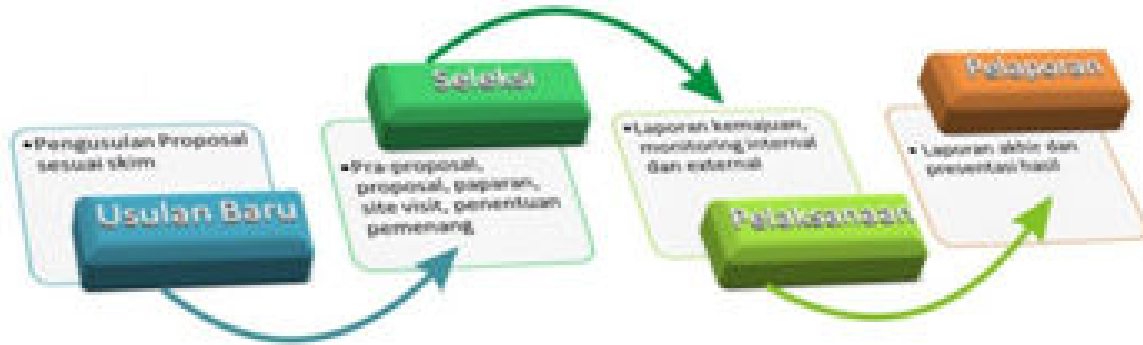 •Pengusulan Proposal
sesuai skim
Usulan Baru
Seleksi
•Pra-proposal,
proposal, paparan,
site visit, penentuan
pemenang
•Laporan kemajuan,
monitoring internal
dan external
Pelaksanaan
Pelaporan
• Laporan akhir dan
presentasi hasil